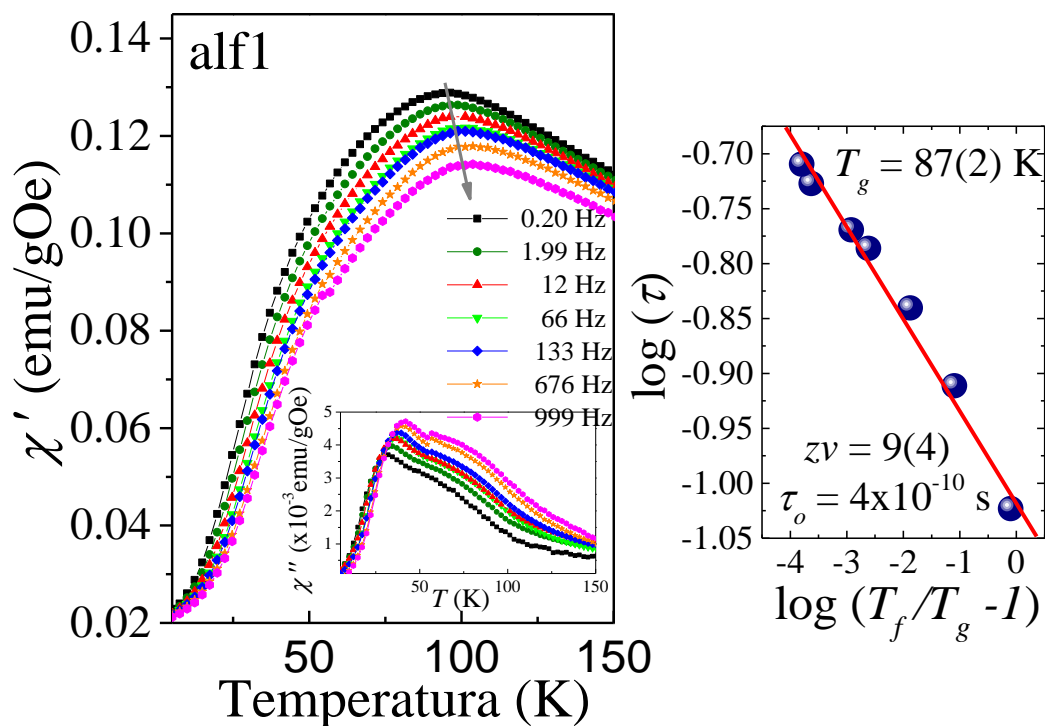 alf1
χ′ (emu/gOe)
0.14
0.12
0.10
0.08
0.06
0.04
0.02
50
100
150
Temperatura (K)
0.20 Hz
1.99 Hz
12 Hz
66 Hz
133 Hz
676 Hz
999 Hz
χ″ (x10⁻³ emu/gOe)
5
4
3
2
1
50
100
150
T (K)
log (τ)
-0.70
-0.75
-0.80
-0.85
-0.90
-0.95
-1.00
-1.05
T_g = 87(2) K
zv = 9(4)
τ_o = 4x10⁻¹⁰ s
-4 -3 -2 -1 0
log (T_f/T_g -1)